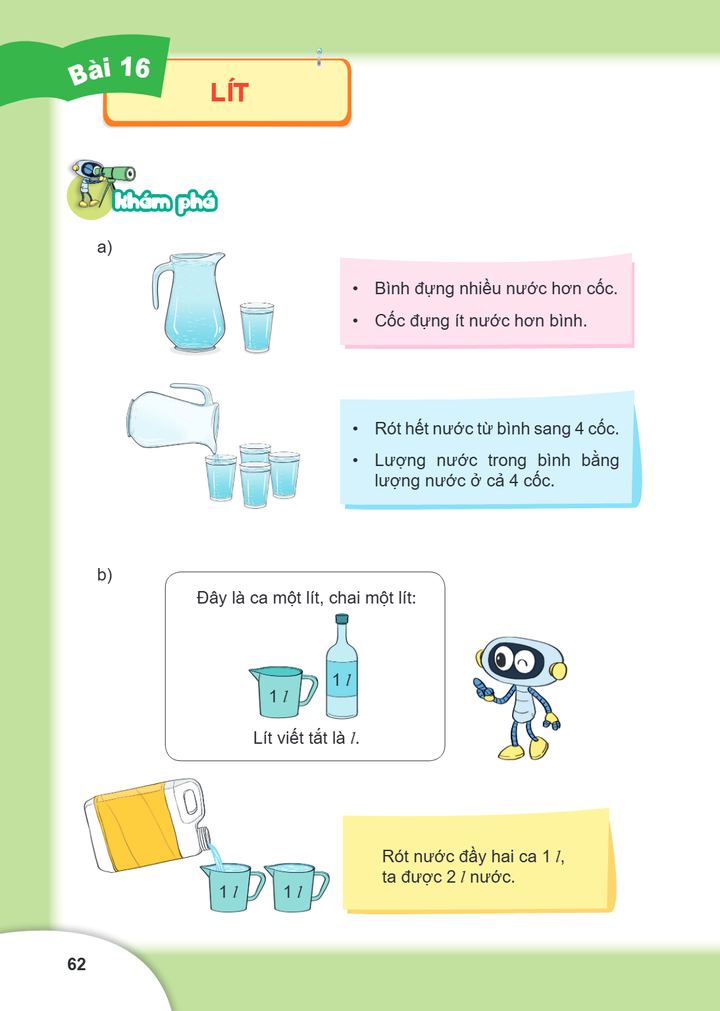 Bài 16
LÍT
khám phá
a)
• Bình đựng nhiều nước hơn cốc.
• Cốc đựng ít nước hơn bình.
• Rót hết nước từ bình sang 4 cốc.
• Lượng nước trong bình bằng
lượng nước ở cả 4 cốc.
b)
Đây là ca một lít, chai một lít:
1 l
1 l
Lít viết tắt là l.
1 l
1 l
Rót nước đầy hai ca 1 l,
ta được 2 l nước.
62